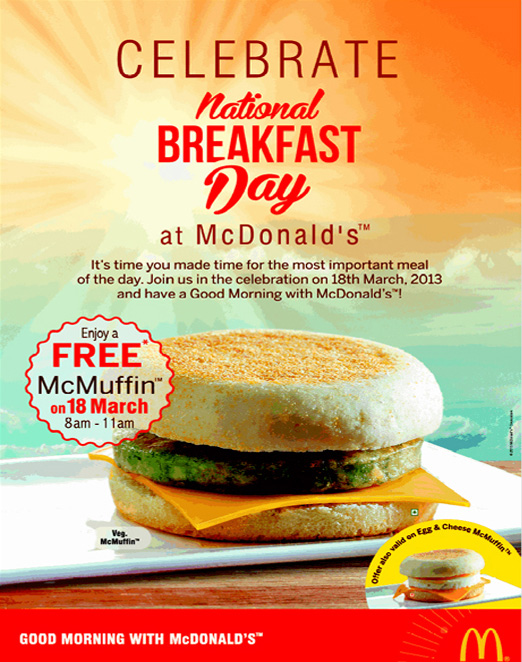 CELEBRATE
National
BREAKFAST
Day
at McDonald's™
It's time you made time for the most important meal
of the day. Join us in the celebration on 18th March, 2013
and have a Good Morning with McDonald's™!
Enjoy a
FREE*
McMuffin™
on 18 March
8am - 11am
Veg.
McMuffin™
Offer also valid on Egg & Cheese McMuffin™
GOOD MORNING WITH McDONALD'S™